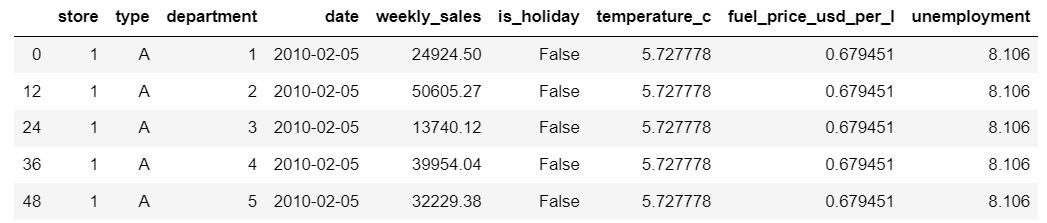 store type department date weekly_sales is_holiday temperature_c fuel_price_usd_per_l unemployment
0 1 A 1 2010-02-05 24924.50 False 5.727778 0.679451 8.106
12 1 A 2 2010-02-05 50605.27 False 5.727778 0.679451 8.106
24 1 A 3 2010-02-05 13740.12 False 5.727778 0.679451 8.106
36 1 A 4 2010-02-05 39954.04 False 5.727778 0.679451 8.106
48 1 A 5 2010-02-05 32229.38 False 5.727778 0.679451 8.106